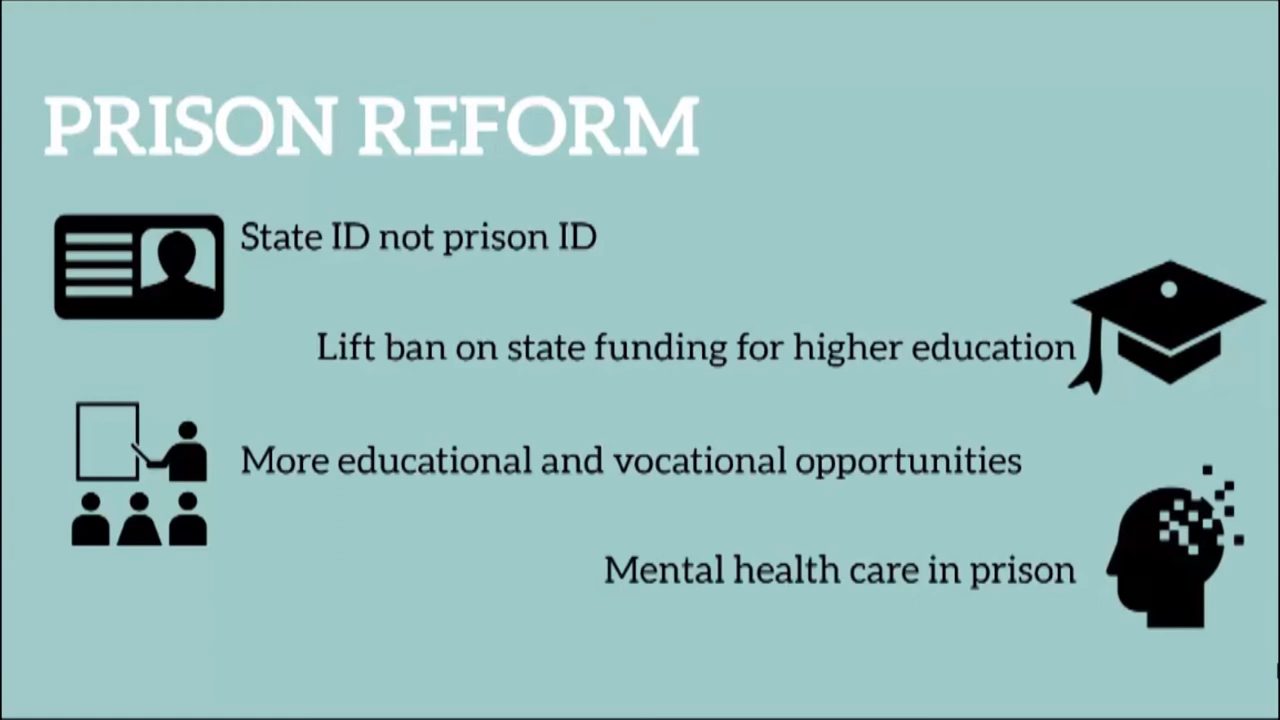 PRISON REFORM
State ID not prison ID
Lift ban on state funding for higher education
More educational and vocational opportunities
Mental health care in prison